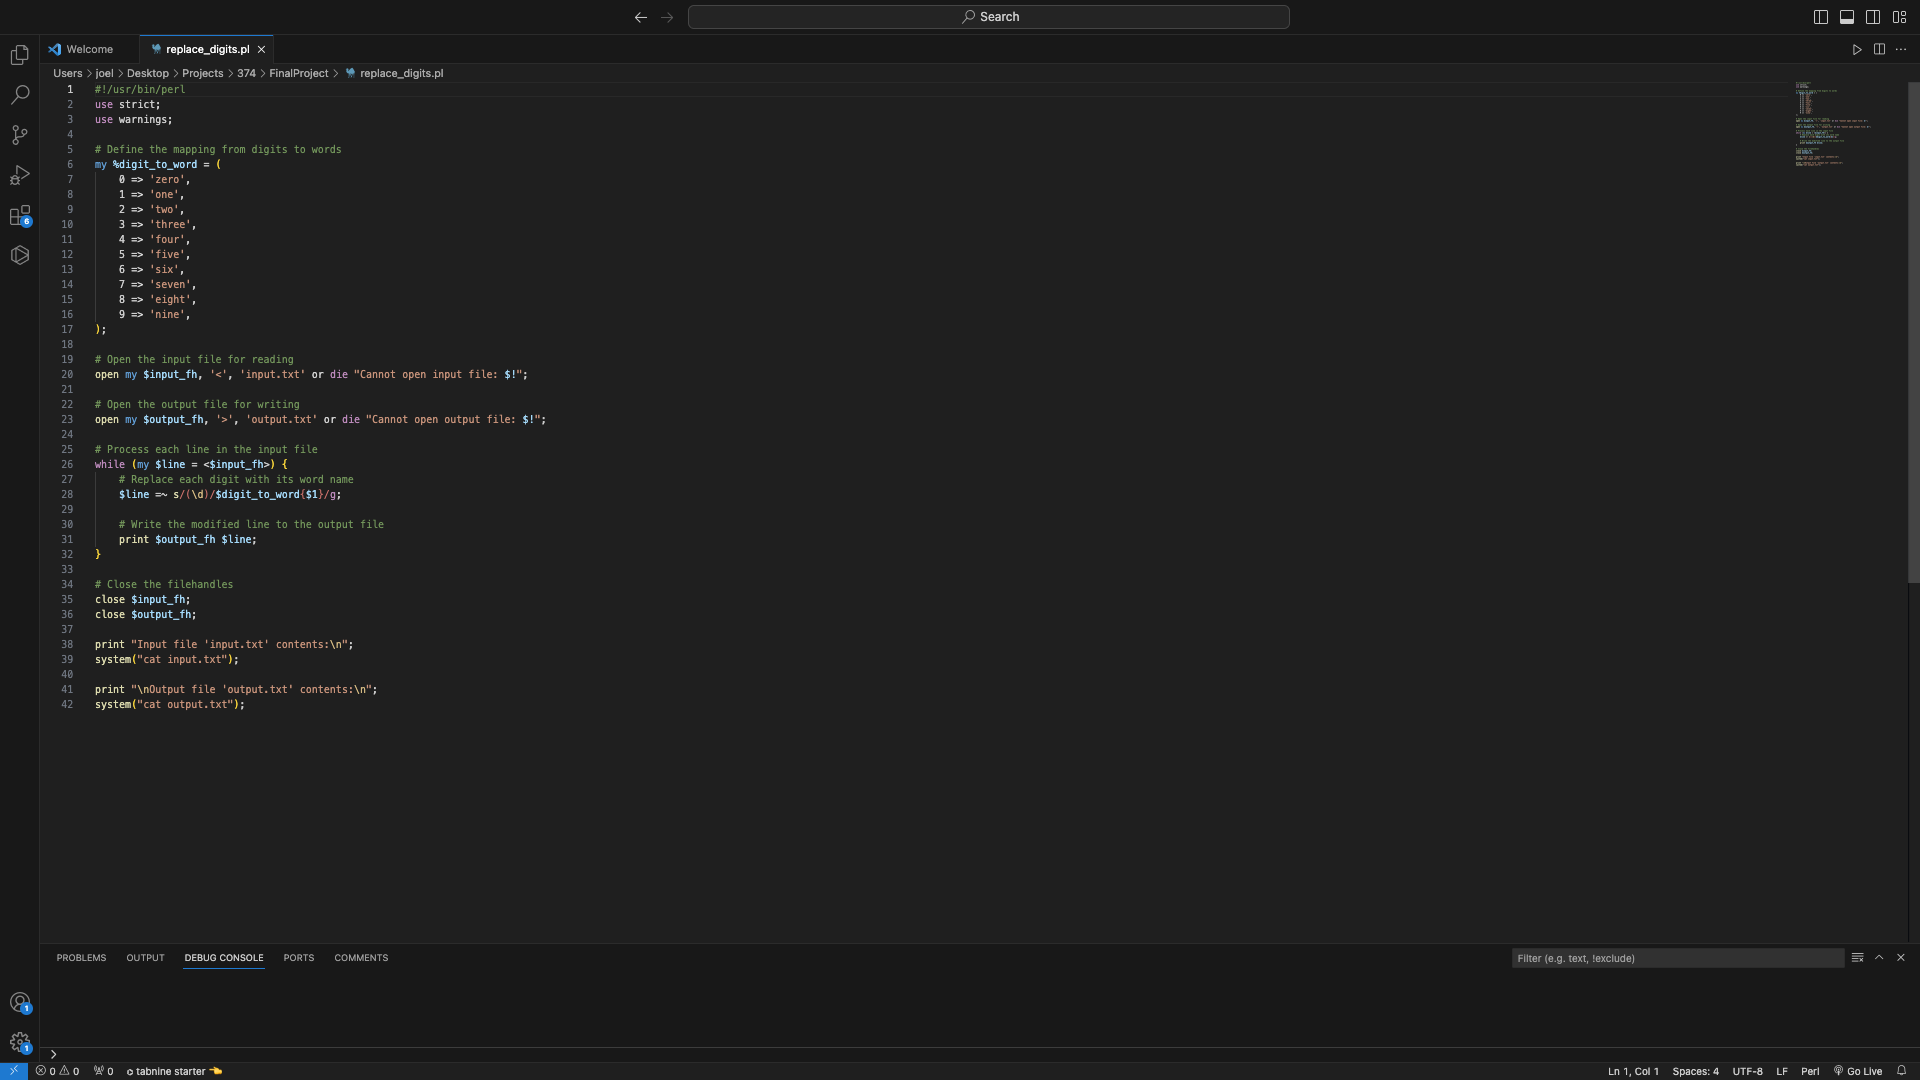 Search
Welcome
replace_digits.pl
Users > joel > Desktop > Projects > 374 > FinalProject > replace_digits.pl
1 #!/usr/bin/perl
2 use strict;
3 use warnings;
4
5 # Define the mapping from digits to words
6 my %digit_to_word = (
7     0 => 'zero',
8     1 => 'one',
9     2 => 'two',
10     3 => 'three',
11     4 => 'four',
12     5 => 'five',
13     6 => 'six',
14     7 => 'seven',
15     8 => 'eight',
16     9 => 'nine',
17 );
18
19 # Open the input file for reading
20 open my $input_fh, '<', 'input.txt' or die "Cannot open input file: $!";
21
22 # Open the output file for writing
23 open my $output_fh, '>', 'output.txt' or die "Cannot open output file: $!";
24
25 # Process each line in the input file
26 while (my $line = <$input_fh>) {
27     # Replace each digit with its word name
28     $line =~ s/(\d)/$digit_to_word{$1}/g;
29
30     # Write the modified line to the output file
31     print $output_fh $line;
32 }
33
34 # Close the filehandles
35 close $input_fh;
36 close $output_fh;
37
38 print "Input file 'input.txt' contents:\n";
39 system("cat input.txt");
40
41 print "\nOutput file 'output.txt' contents:\n";
42 system("cat output.txt");
6
PROBLEMS OUTPUT DEBUG CONSOLE PORTS COMMENTS
Filter (e.g. text, !exclude)
1
1
0 0 0 tabnine starter
Ln 1, Col 1 Spaces: 4 UTF-8 LF Perl Go Live